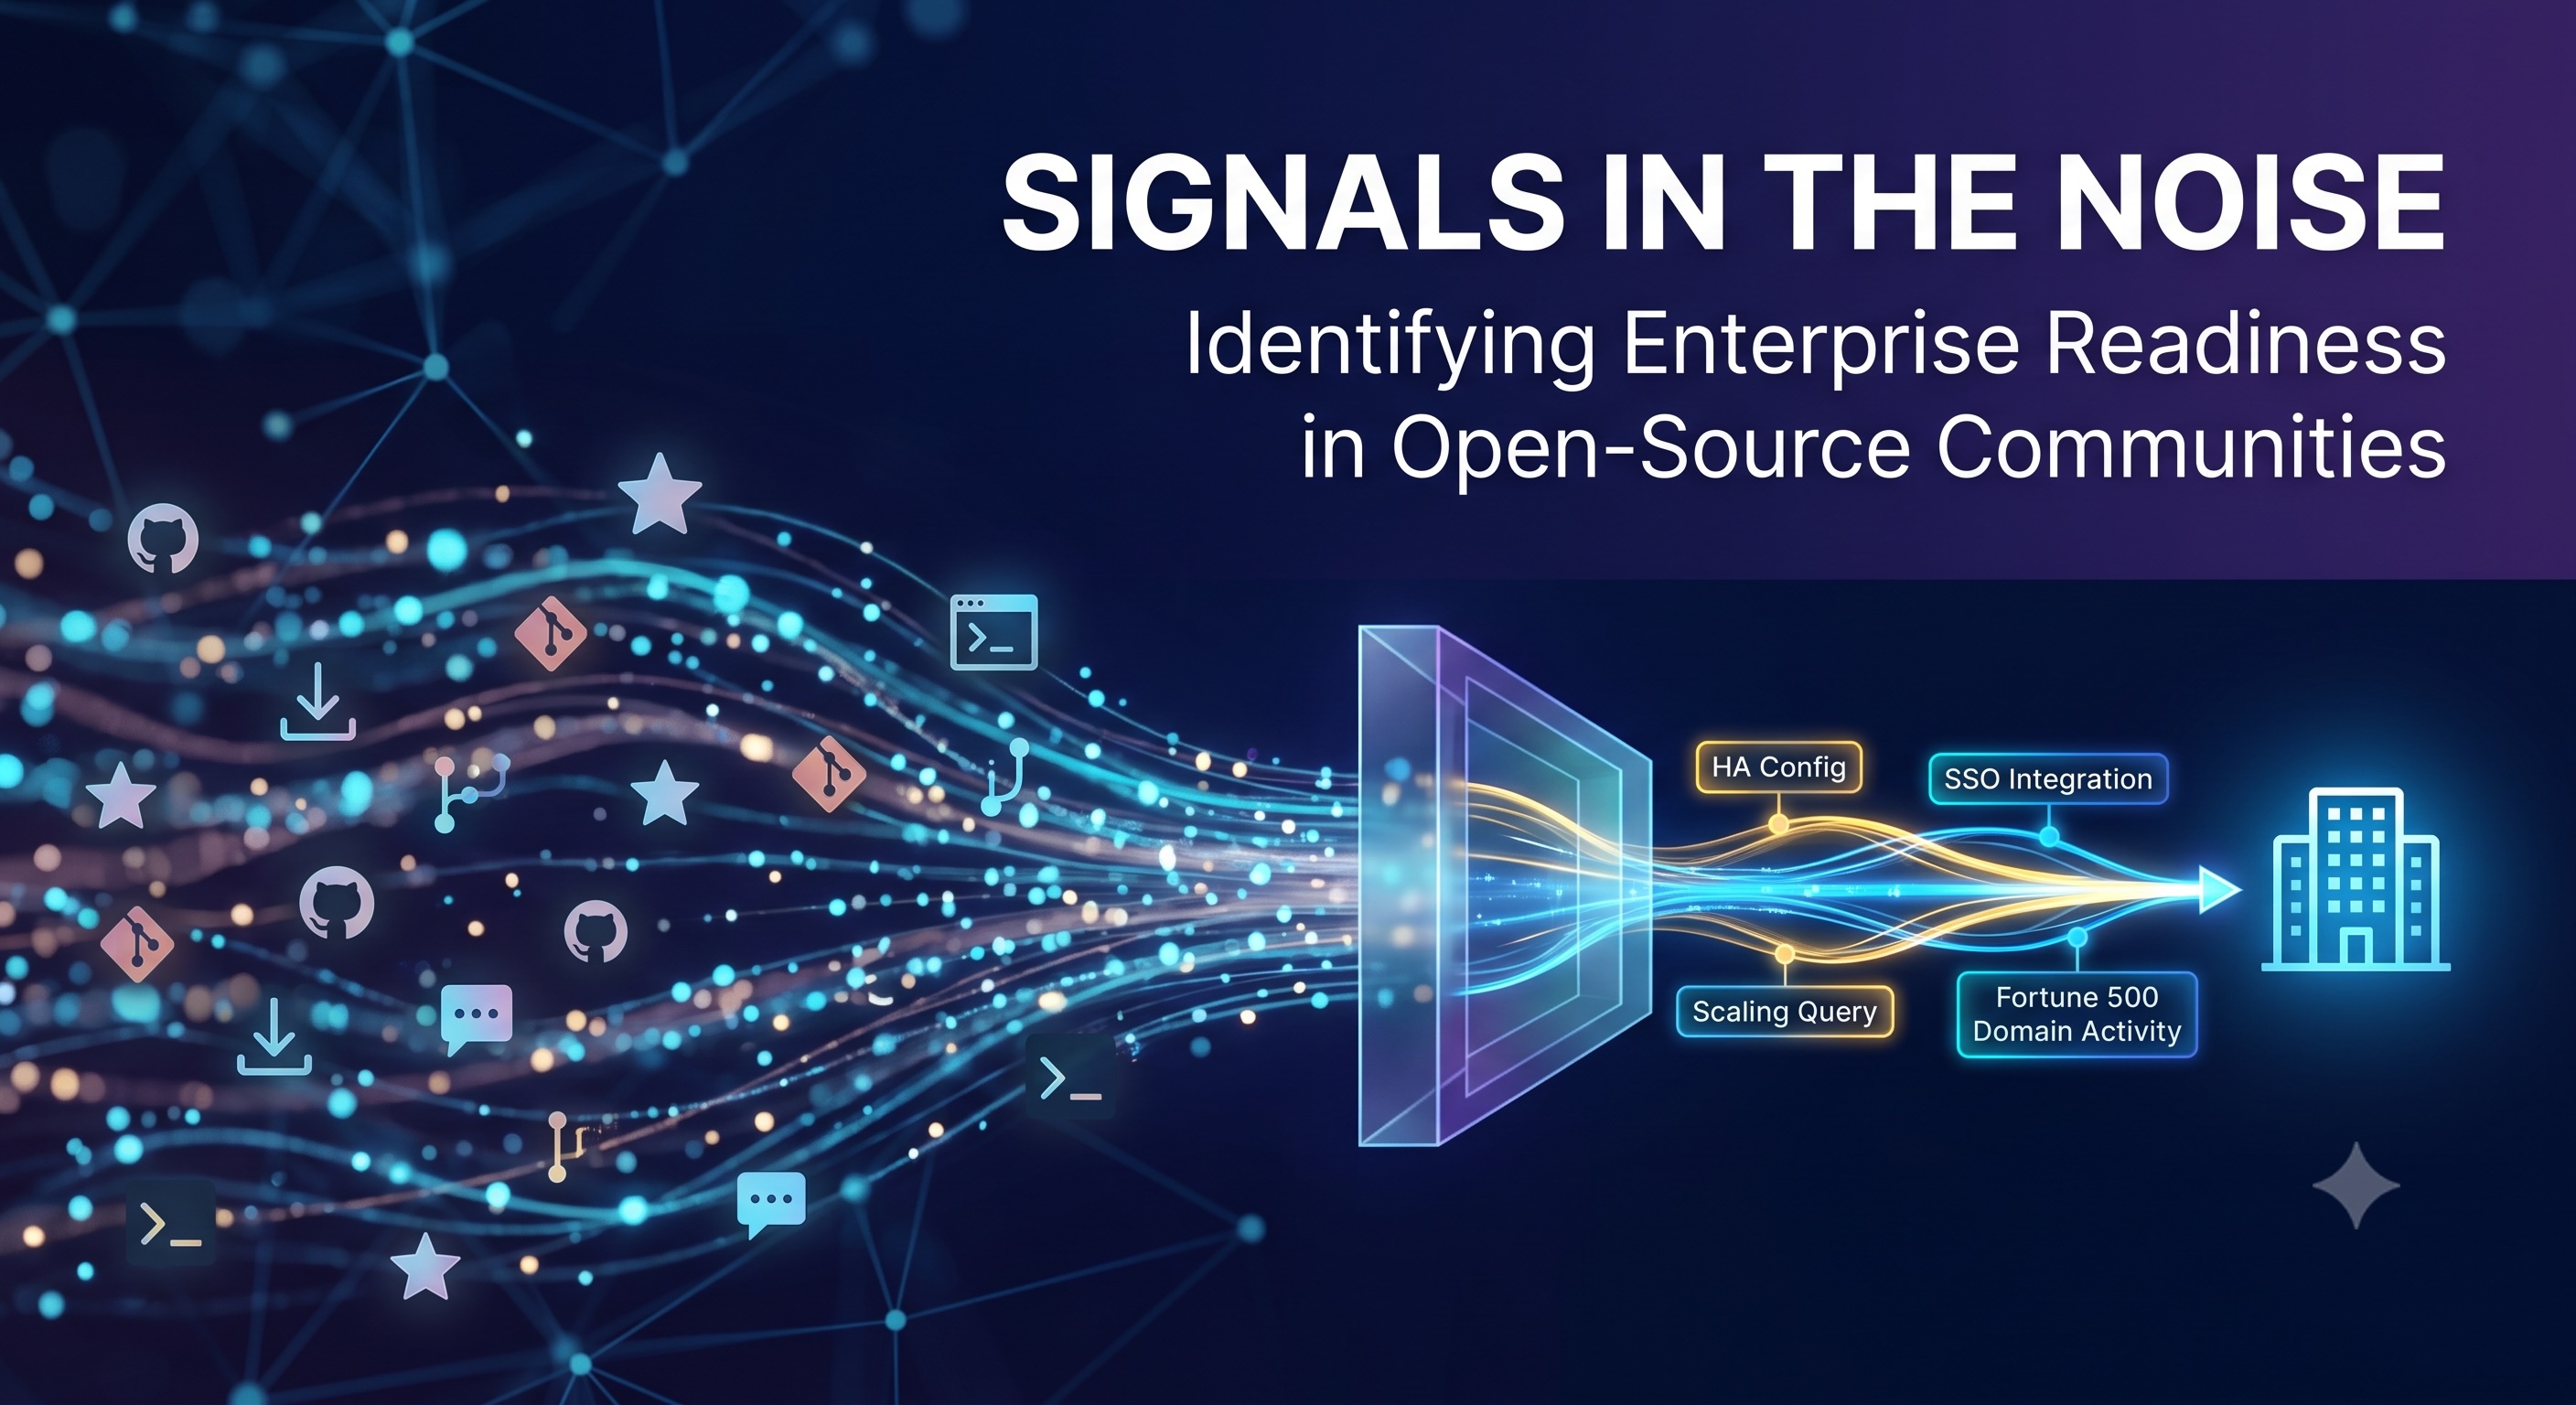 SIGNALS IN THE NOISE
Identifying Enterprise Readiness
in Open-Source Communities
HA Config
SSO Integration
Scaling Query
Fortune 500
Domain Activity